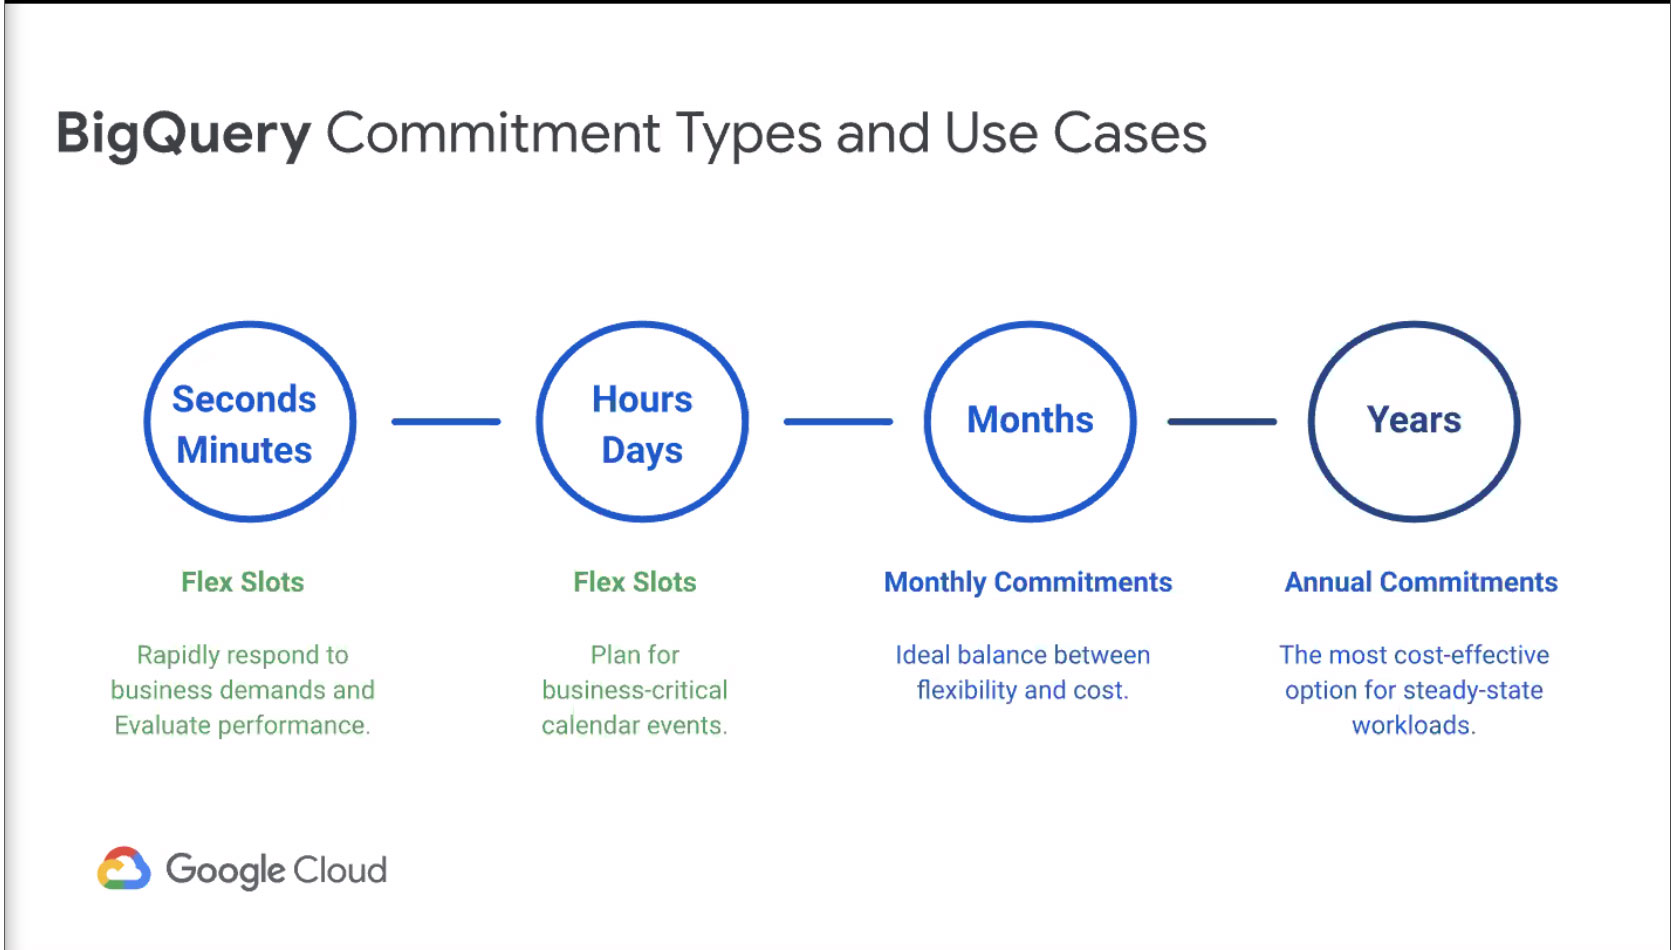 BigQuery Commitment Types and Use Cases
Seconds
Minutes
Hours
Days
Months
Years
Flex Slots
Flex Slots
Monthly Commitments
Annual Commitments
Rapidly respond to
business demands and
Evaluate performance.
Plan for
business-critical
calendar events.
Ideal balance between
flexibility and cost.
The most cost-effective
option for steady-state
workloads.
Google Cloud